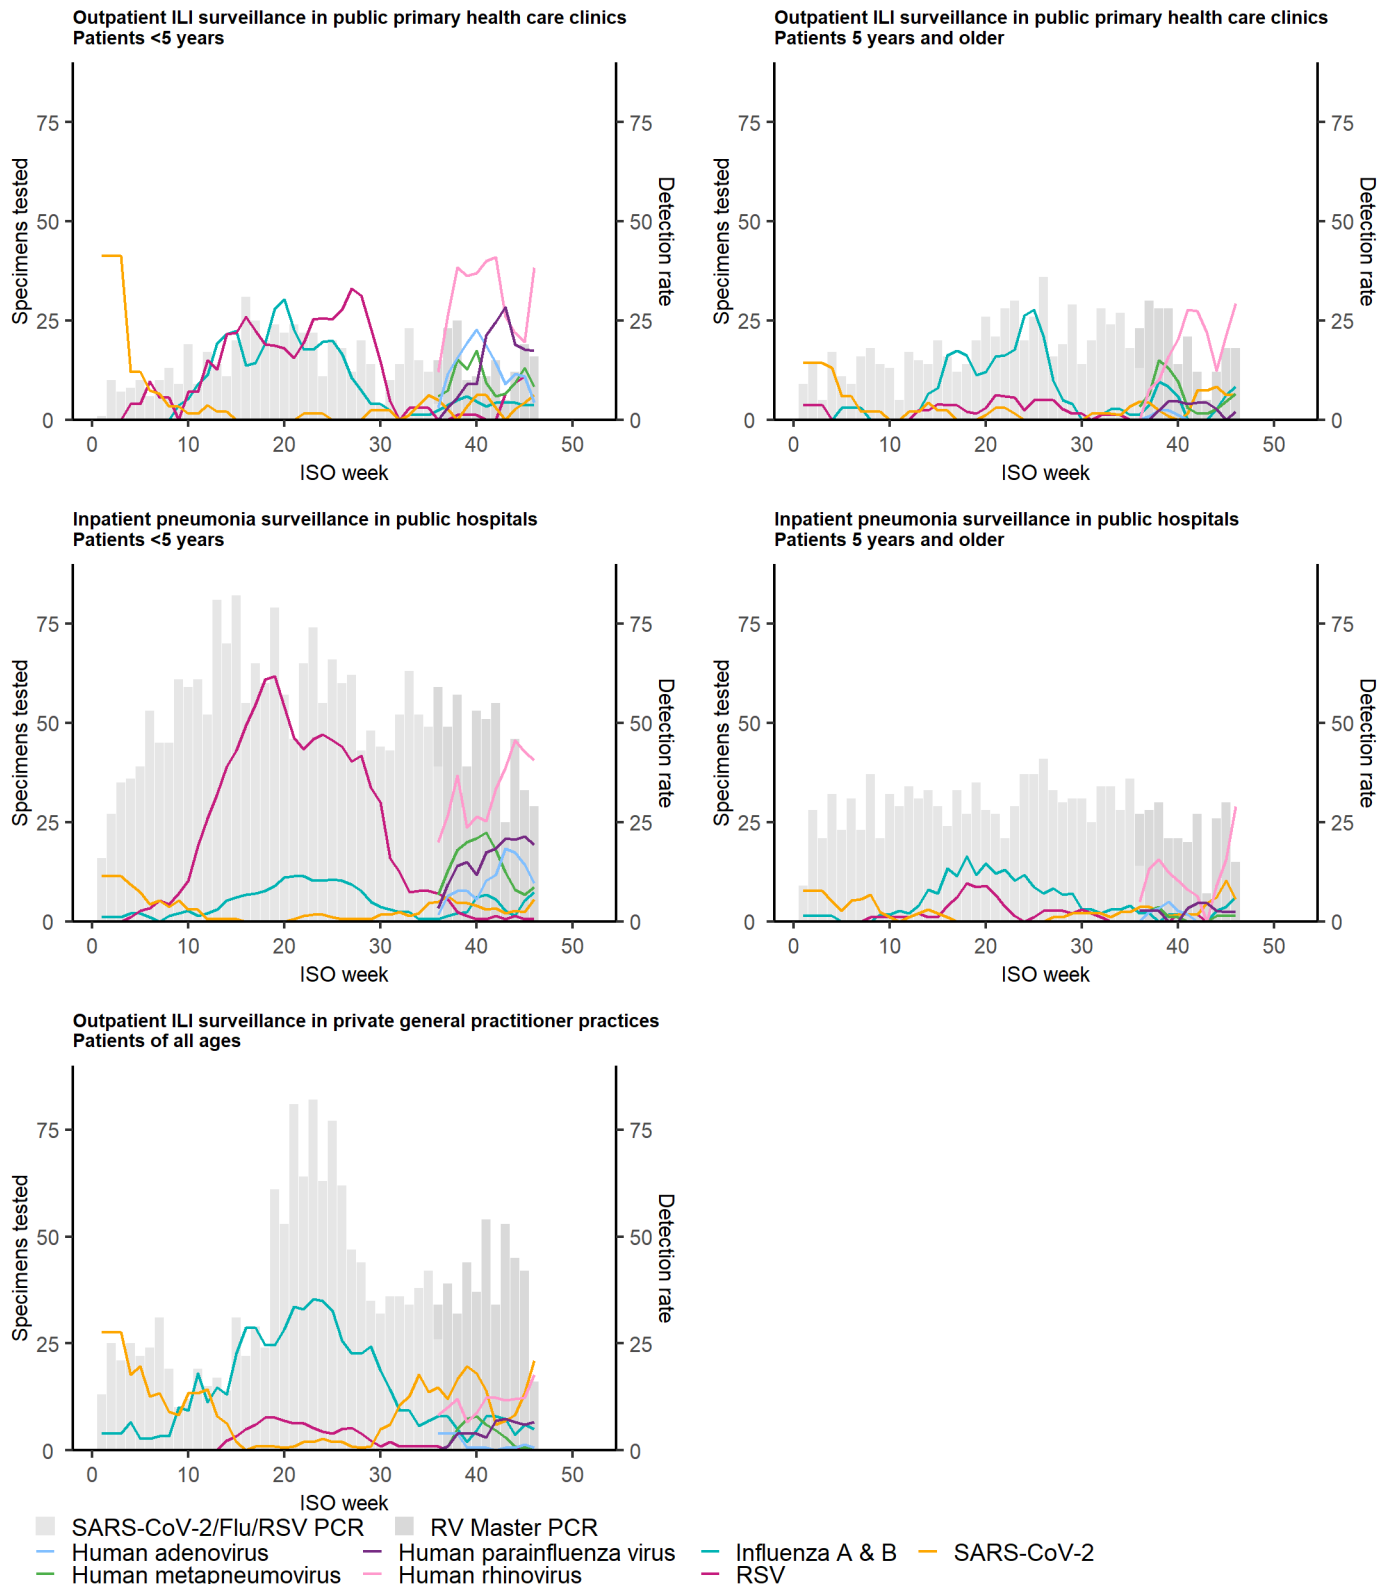 Outpatient ILI surveillance in public primary health care clinics
Patients <5 years
75
50
25
0
75
50
25
0
0 10 20 30 40 50
Specimens tested
Detection rate
ISO week
Outpatient ILI surveillance in public primary health care clinics
Patients 5 years and older
75
50
25
0
75
50
25
0
0 10 20 30 40 50
Specimens tested
Detection rate
ISO week
Inpatient pneumonia surveillance in public hospitals
Patients <5 years
75
50
25
0
75
50
25
0
0 10 20 30 40 50
Specimens tested
Detection rate
ISO week
Inpatient pneumonia surveillance in public hospitals
Patients 5 years and older
75
50
25
0
75
50
25
0
0 10 20 30 40 50
Specimens tested
Detection rate
ISO week
Outpatient ILI surveillance in private general practitioner practices
Patients of all ages
75
50
25
0
75
50
25
0
0 10 20 30 40 50
Specimens tested
Detection rate
ISO week
SARS-CoV-2/Flu/RSV PCR RV Master PCR
Human adenovirus Human parainfluenza virus Influenza A & B SARS-CoV-2
Human metapneumovirus Human rhinovirus RSV